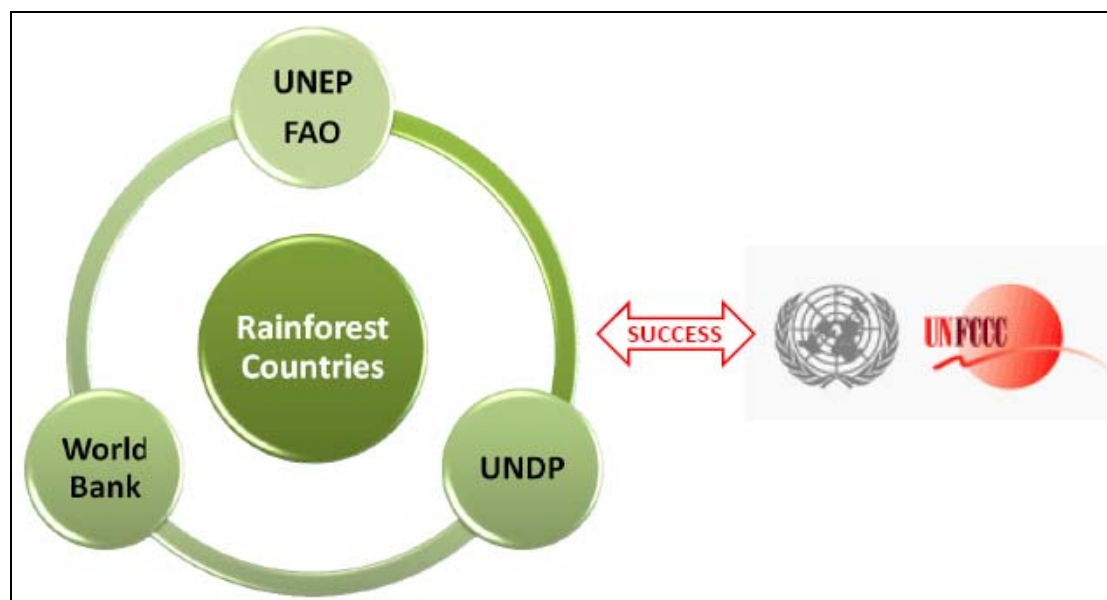 UNEP
FAO
Rainforest
Countries
World
Bank
UNDP
SUCCESS
UNFCCC